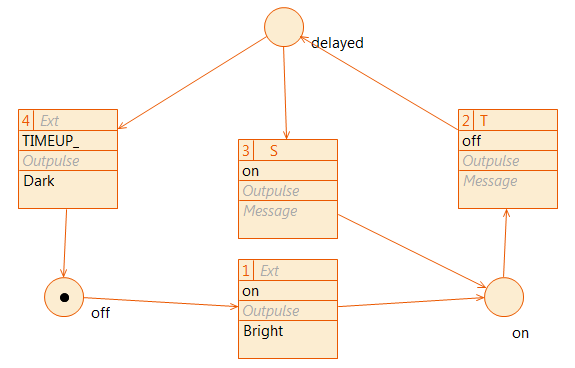 delayed
4 Ext
TIMEUP_
Outpulse
Dark
3 S
on
Outpulse
Message
2 T
off
Outpulse
Message
1 Ext
on
Outpulse
Bright
off
on